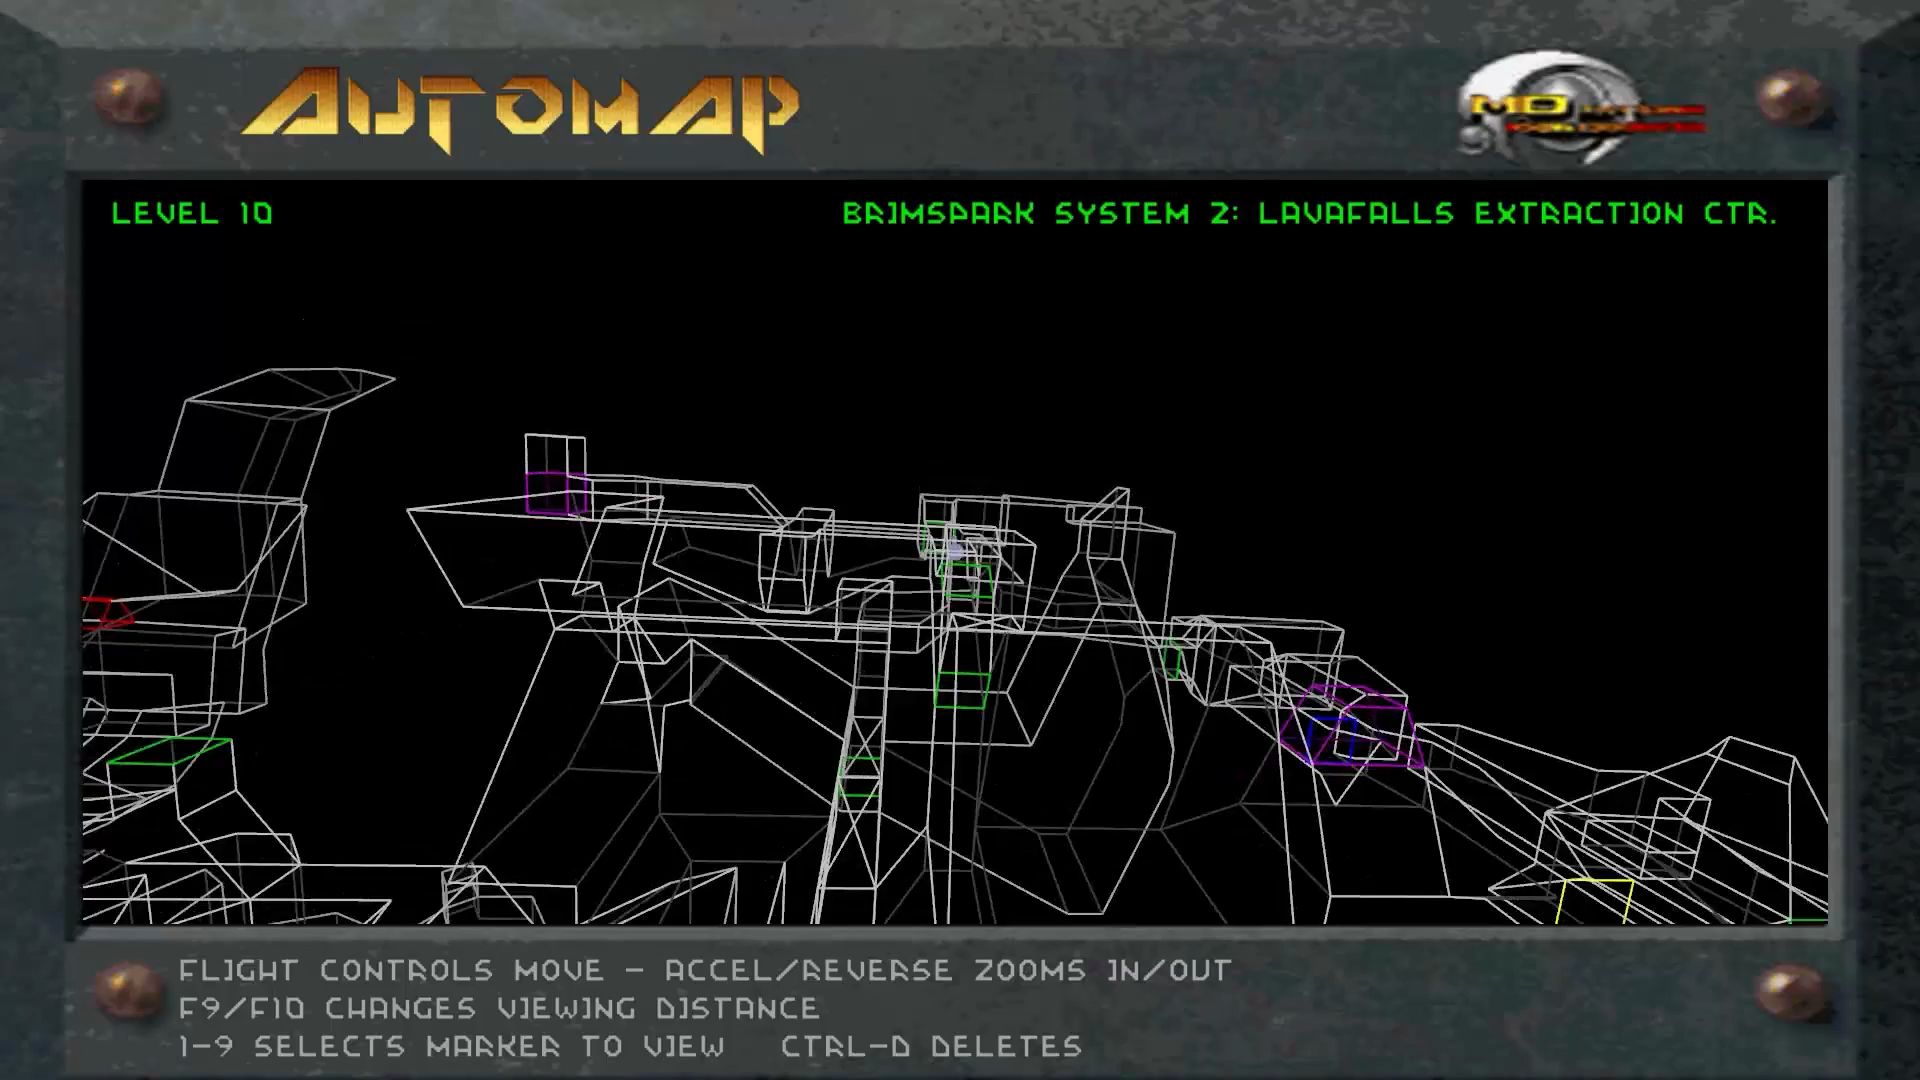 AUTOMAP
MD
LEVEL 10
BRIMSPARK SYSTEM 2: LAVAFALLS EXTRACTION CTR.
FLIGHT CONTROLS MOVE - ACCEL/REVERSE ZOOMS IN/OUT
F9/F10 CHANGES VIEWING DISTANCE
1-9 SELECTS MARKER TO VIEW   CTRL-D DELETES